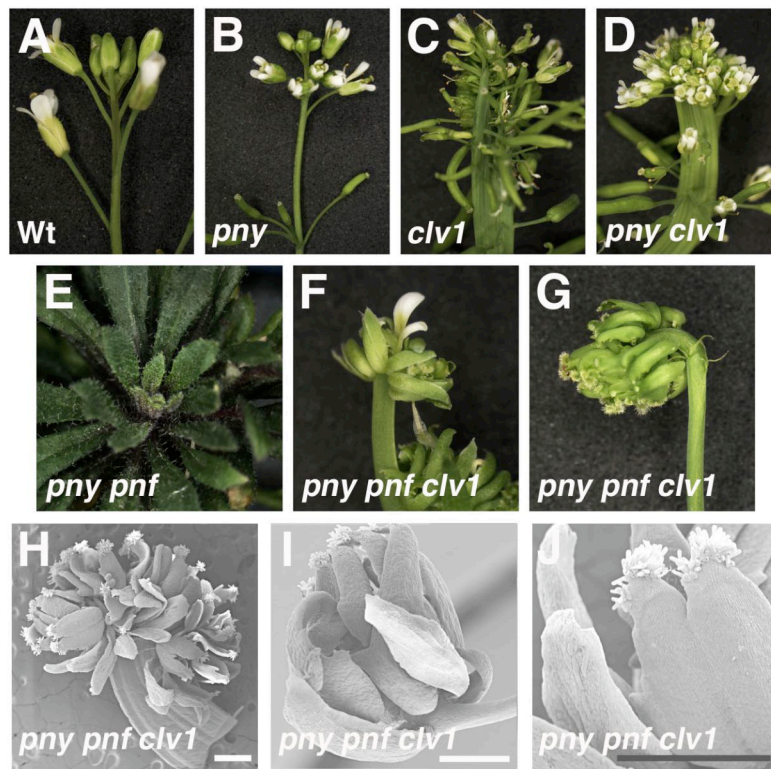 A B C D
Wt pny clv1 pny clv1
E F G
pny pnf pny pnf clv1 pny pnf clv1
H I J
pny pnf clv1 pny pnf clv1 pny pnf clv1